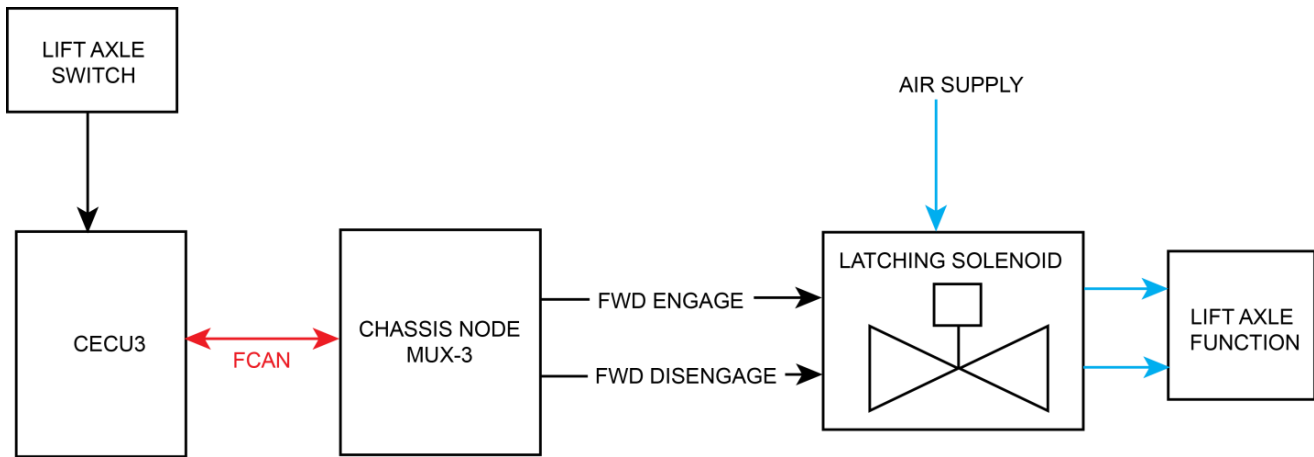 LIFT AXLE
SWITCH
AIR SUPPLY
CECU3
FCAN
CHASSIS NODE
MUX-3
FWD ENGAGE
FWD DISENGAGE
LATCHING SOLENOID
LIFT AXLE
FUNCTION